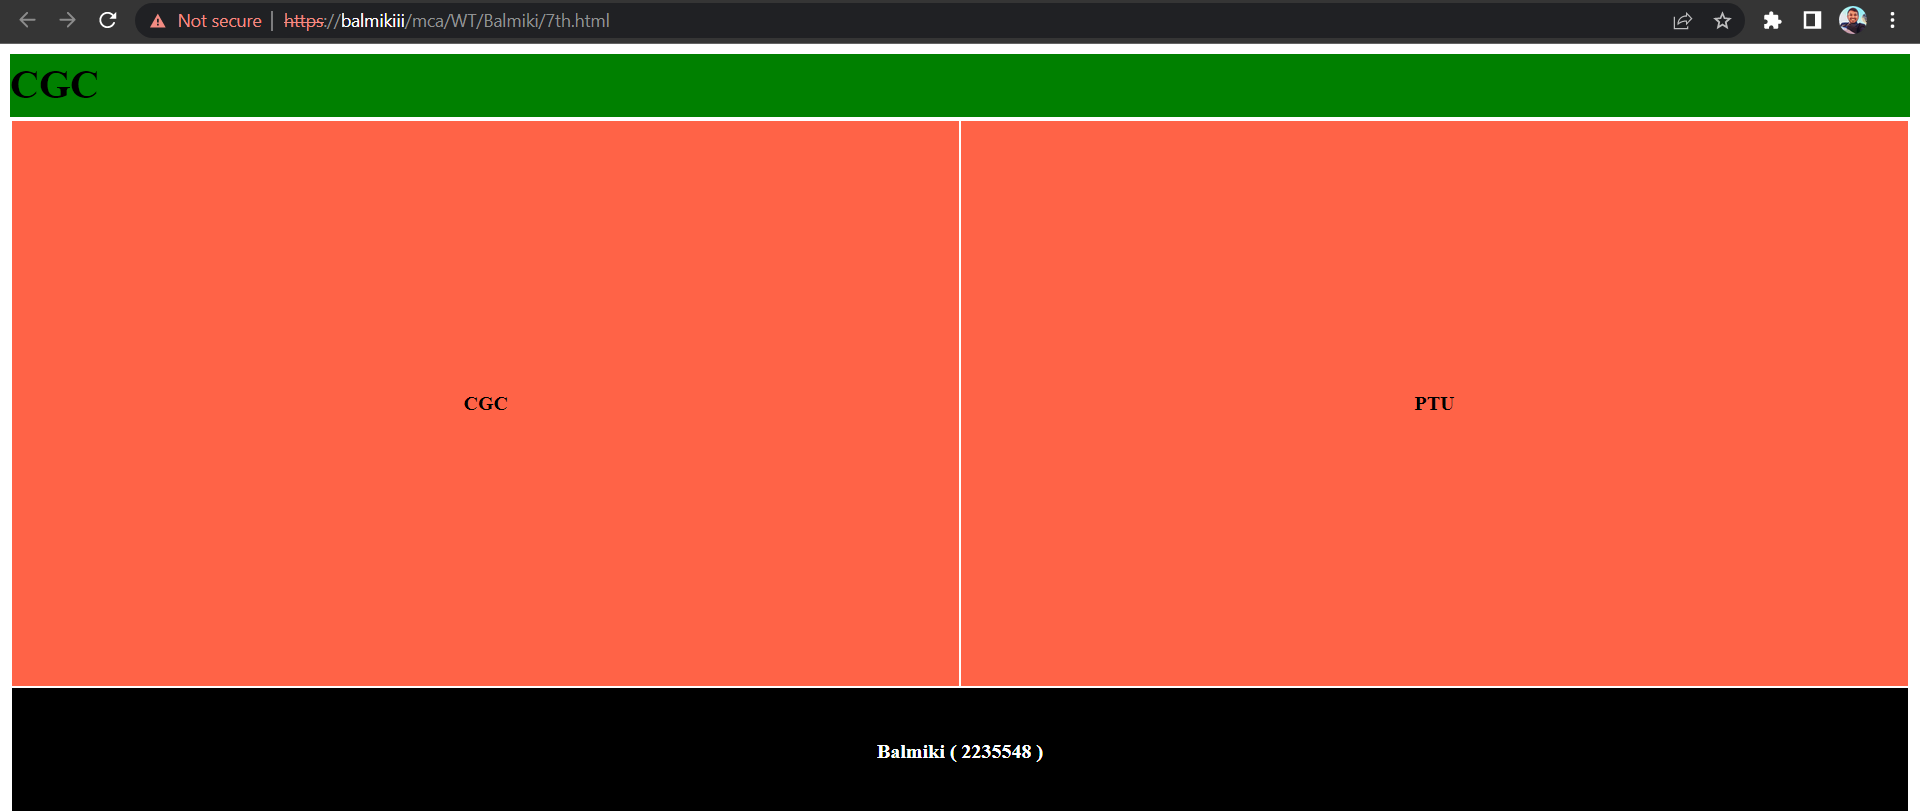 Not secure | https://balmikiii/mca/WT/Balmiki/7th.html
CGC
CGC PTU
Balmiki ( 2235548 )